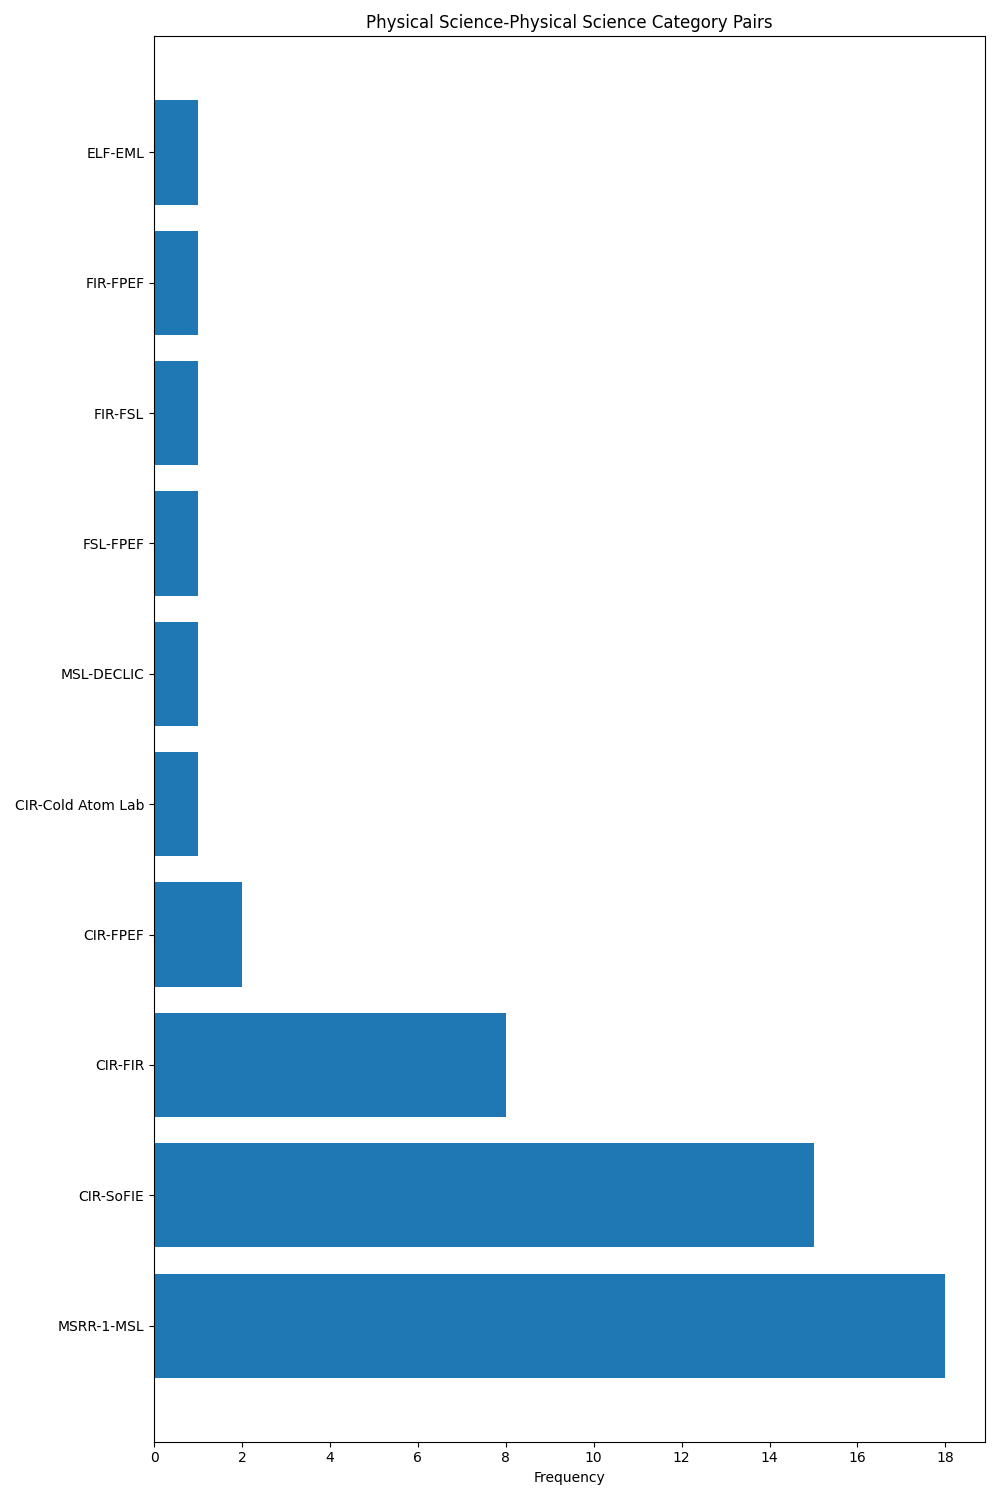 Physical Science-Physical Science Category Pairs
ELF-EML
FIR-FPEF
FIR-FSL
FSL-FPEF
MSL-DECLIC
CIR-Cold Atom Lab
CIR-FPEF
CIR-FIR
CIR-SoFIE
MSRR-1-MSL
0 2 4 6 8 10 12 14 16 18
Frequency